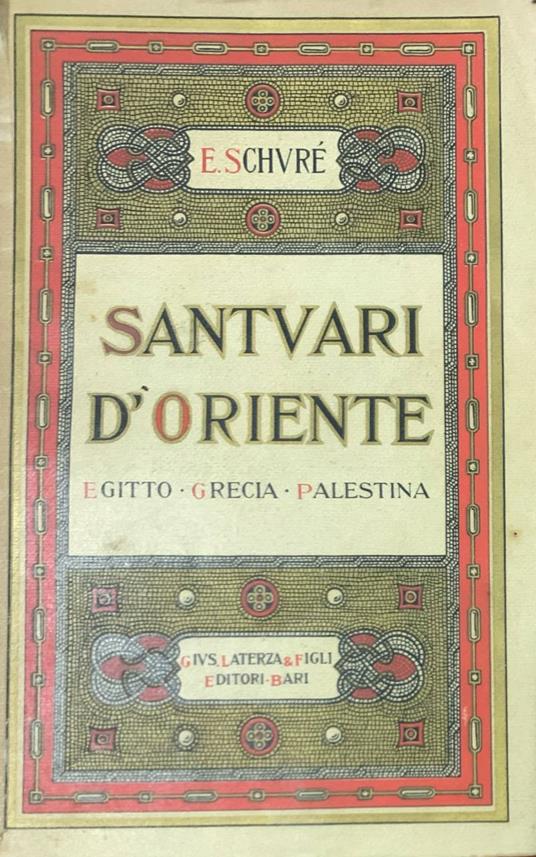 E. SCHVRÉ
SANTVARI
D'ORIENTE
EGITTO · GRECIA · PALESTINA
GIVS. LATERZA & FIGLI
EDITORI · BARI